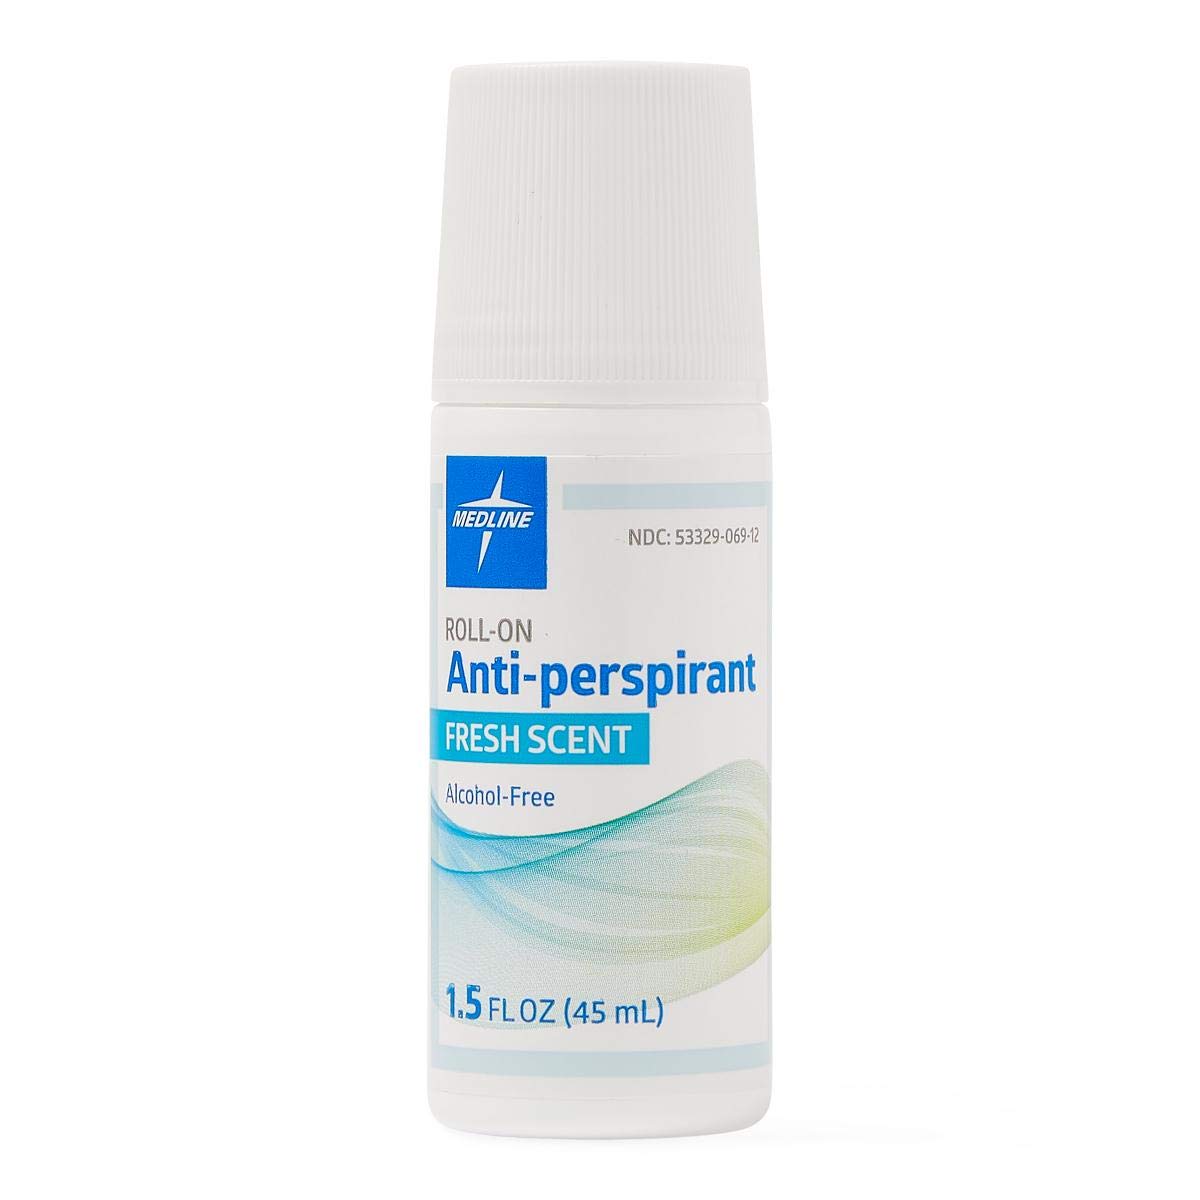 MEDLINE
NDC: 53329-069-12
ROLL-ON
Anti-perspirant
FRESH SCENT
Alcohol-Free
1.5 FL OZ (45 mL)